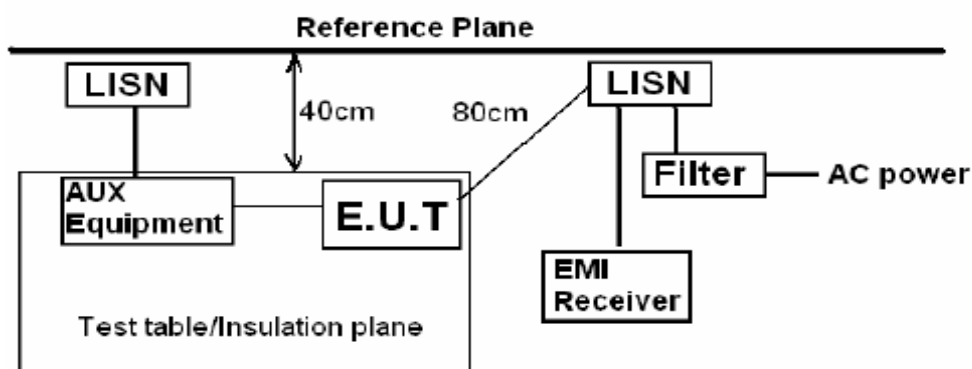 Reference Plane
LISN
40cm
80cm
LISN
AUX
Equipment
E.U.T
Filter
AC power
EMI
Receiver
Test table/Insulation plane